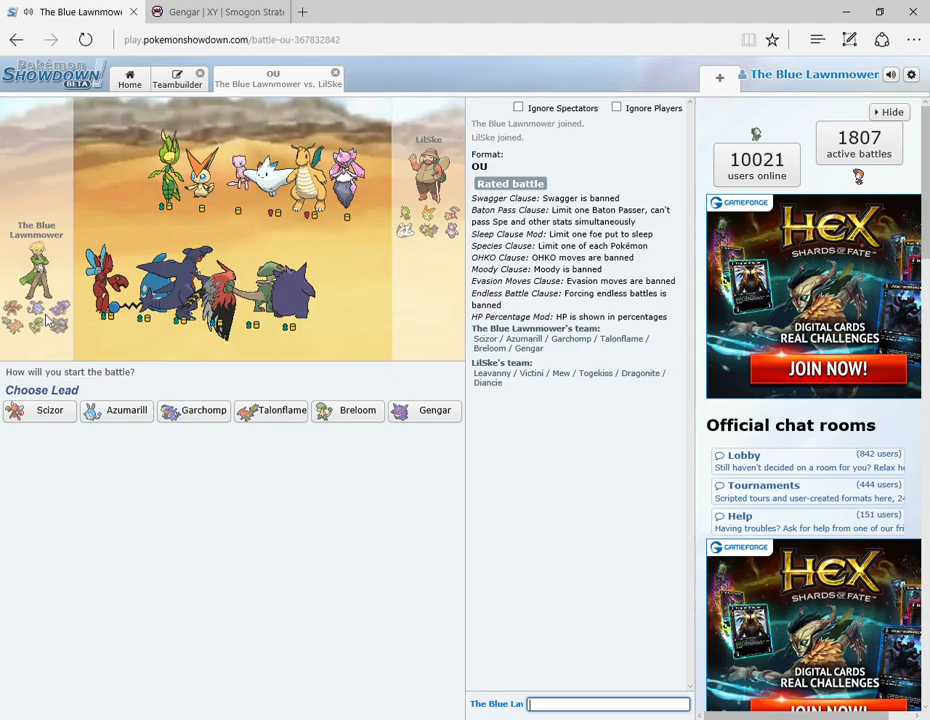 The Blue Lawnmowe
Gengar | XY | Smogon Strat
play.pokemonshowdown.com/battle-ou-367832842
Pokémon
SHOWDOWN
BETA
Home
Teambuilder
OU
The Blue Lawnmower vs. LilSke
The Blue Lawnmower
The Blue
Lawnmower
LilSke
How will you start the battle?
Choose Lead
Scizor
Azumarill
Garchomp
Talonflame
Breloom
Gengar
Ignore Spectators
Ignore Players
The Blue Lawnmower joined.
LilSke joined.
Format:
OU
Rated battle
Swagger Clause: Swagger is banned
Baton Pass Clause: Limit one Baton Passer, can't
pass Spe and other stats simultaneously
Sleep Clause Mod: Limit one foe put to sleep
Species Clause: Limit one of each Pokémon
OHKO Clause: OHKO moves are banned
Moody Clause: Moody is banned
Evasion Moves Clause: Evasion moves are banned
Endless Battle Clause: Forcing endless battles is
banned
HP Percentage Mod: HP is shown in percentages
The Blue Lawnmower's team:
Scizor / Azumarill / Garchomp / Talonflame /
Breloom / Gengar
LilSke's team:
Leavanny / Victini / Mew / Togekiss / Dragonite /
Diancie
The Blue La
Hide
10021
users online
1807
active battles
GAMEFORGE
HEX
SHARDS OF FATE
DIGITAL CARDS
REAL CHALLENGES
JOIN NOW!
Official chat rooms
Lobby
(842 users)
Still haven't decided on a room for you? Relax he
Tournaments
(444 users)
Scripted tours and user-created formats here, 24
Help
(151 users)
Having troubles? Ask for help from one of our fri
GAMEFORGE
HEX
SHARDS OF FATE
DIGITAL CARDS
REAL CHALLENGES
JOIN NOW!